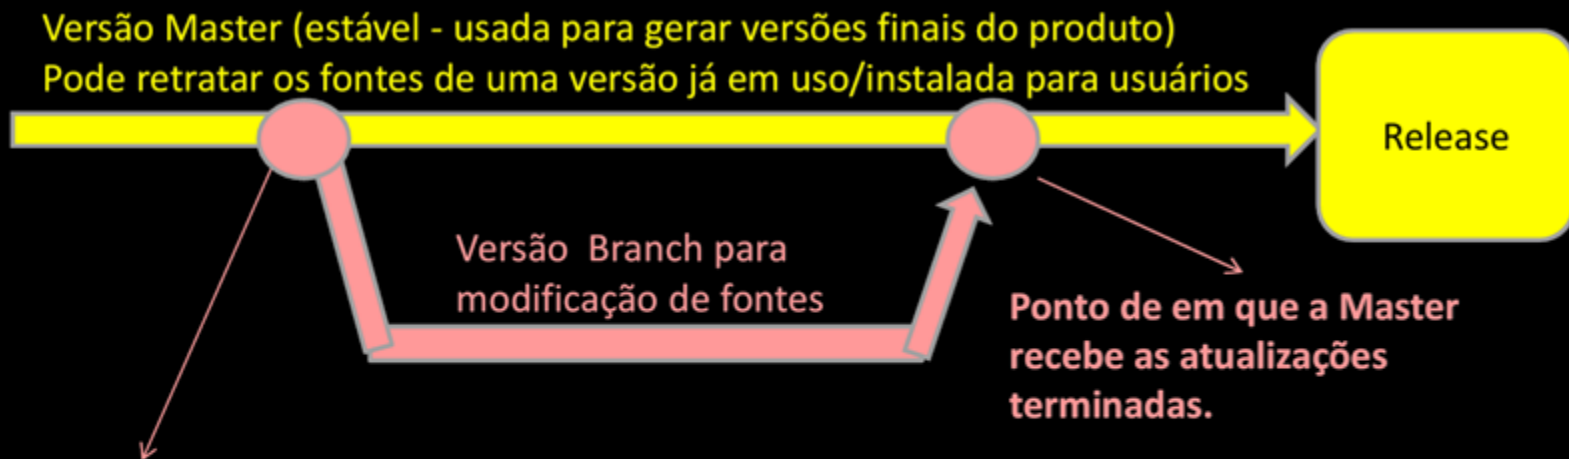 Versão Master (estável - usada para gerar versões finais do produto)
Pode retratar os fontes de uma versão já em uso/instalada para usuários
Release
Versão  Branch para
modificação de fontes
Ponto de em que a Master
recebe as atualizações
terminadas.